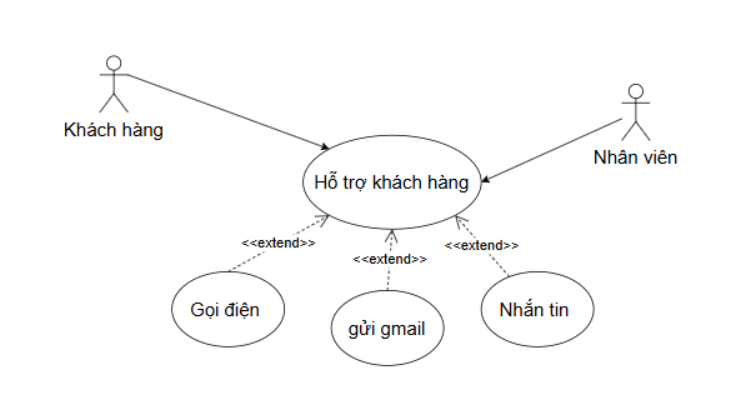 Khách hàng
Nhân viên
Hỗ trợ khách hàng
<<extend>>
<<extend>>
<<extend>>
Gọi điện
gửi gmail
Nhắn tin